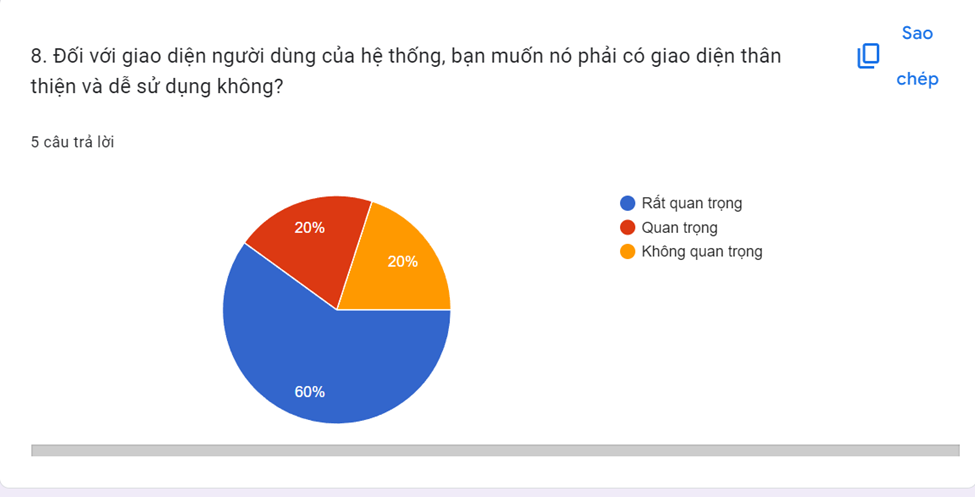 8. Đối với giao diện người dùng của hệ thống, bạn muốn nó phải có giao diện thân
thiện và dễ sử dụng không?
Sao
chép
5 câu trả lời
Rất quan trọng
Quan trọng
Không quan trọng
20%
20%
60%